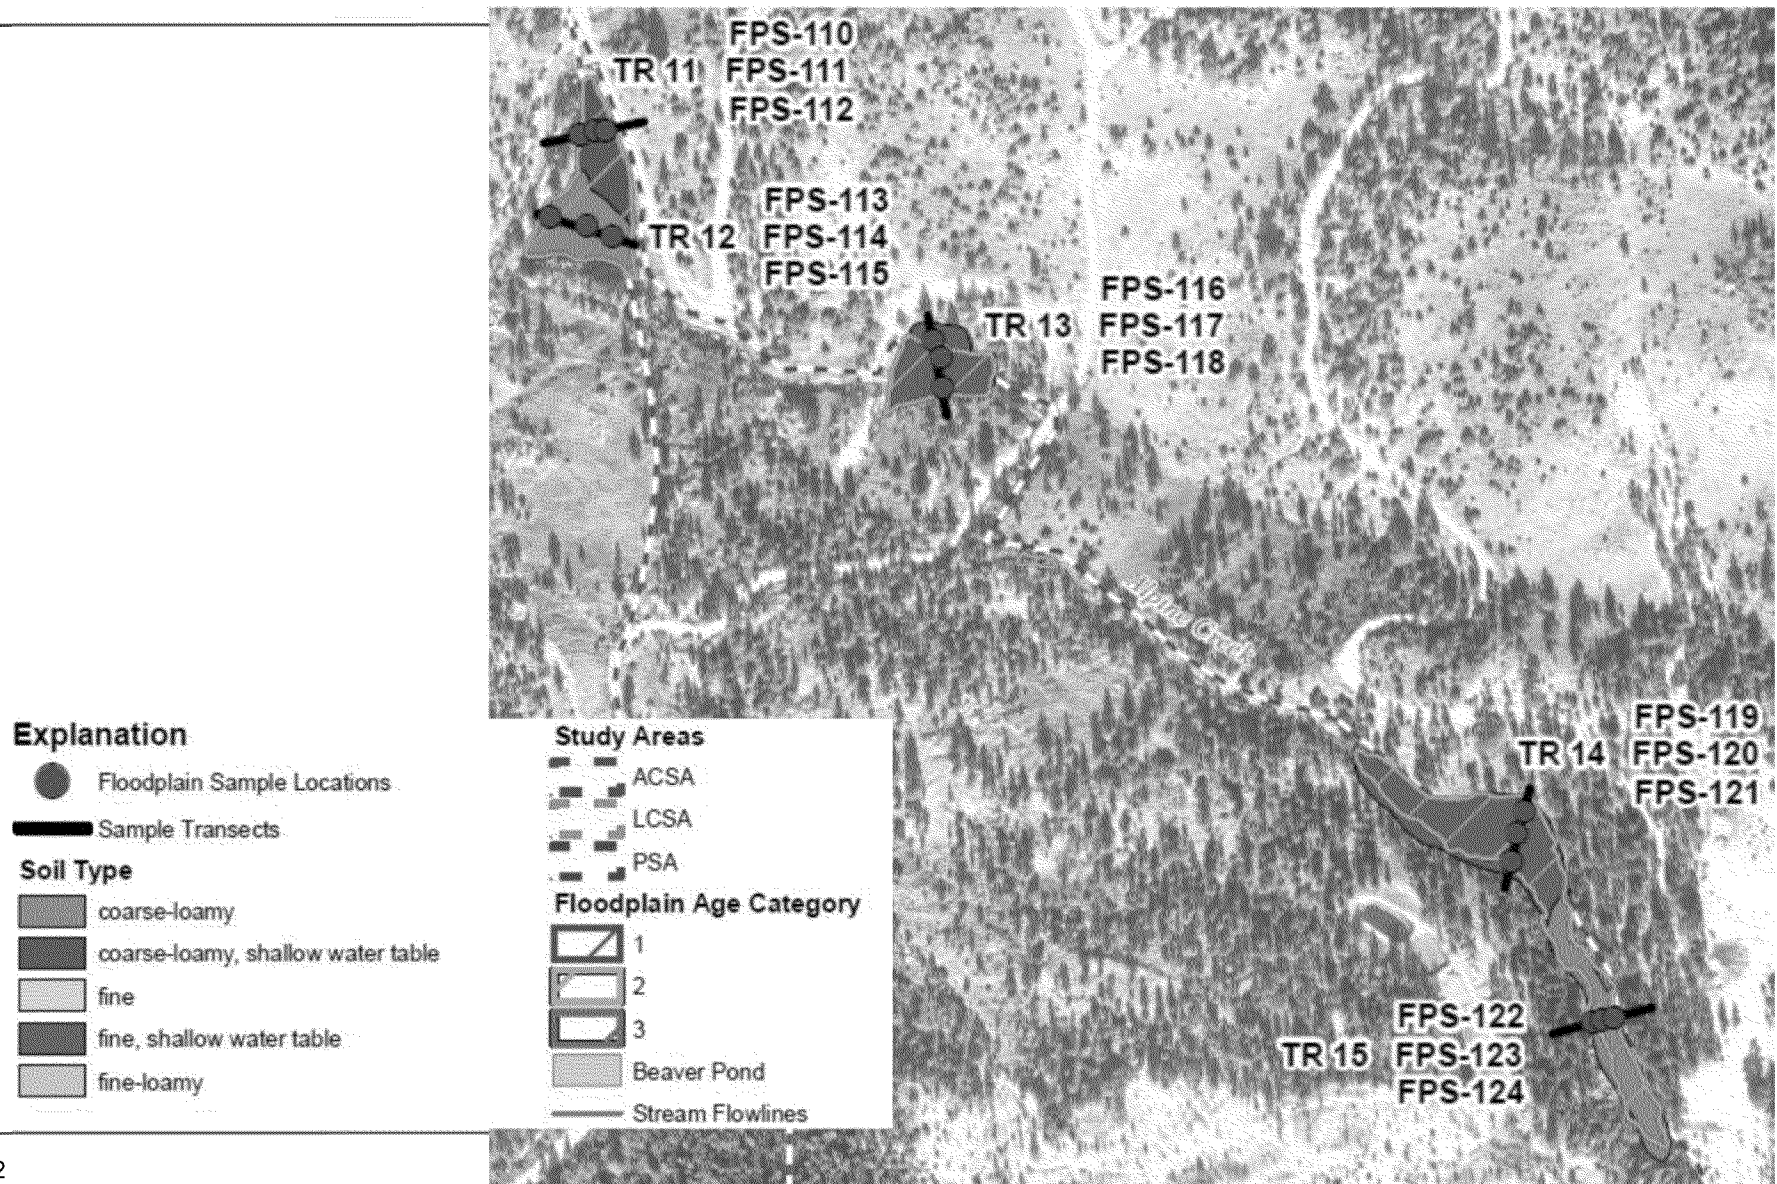 FPS-110
TR 11 FPS-111
FPS-112
FPS-113
TR 12 FPS-114
FPS-115
FPS-116
TR 13 FPS-117
FPS-118
Alpine Creek
FPS-119
TR 14 FPS-120
FPS-121
FPS-122
TR 15 FPS-123
FPS-124
Explanation
Floodplain Sample Locations
Sample Transects
Soil Type
coarse-loamy
coarse-loamy, shallow water table
fine
fine, shallow water table
fine-loamy
Study Areas
ACSA
LCSA
PSA
Floodplain Age Category
1
2
3
Beaver Pond
Stream Flowlines
2